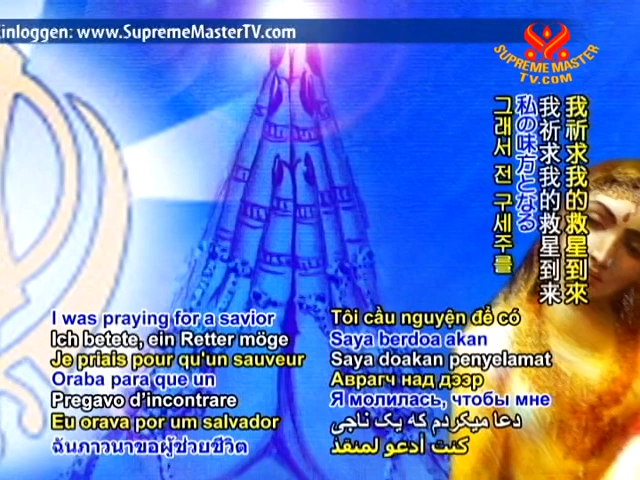 inloggen: www.SupremeMasterTV.com
SUPREME MASTER
TV.COM
我祈求我的救星到來
我祈求我的救星到来
私の味方となる
그래서 전 구세주를
I was praying for a savior
Ich betete, ein Retter möge
Je priais pour qu'un sauveur
Oraba para que un
Pregavo d'incontrare
Eu orava por um salvador
ฉันภาวนาขอผู้ช่วยชีวิต
Tôi cầu nguyện để có
Saya berdoa akan
Saya doakan penyelamat
Аврагч над дээр
Я молилась, чтобы мне
دعا میکردم که یک ناجی
كنت أدعو لمنقذ